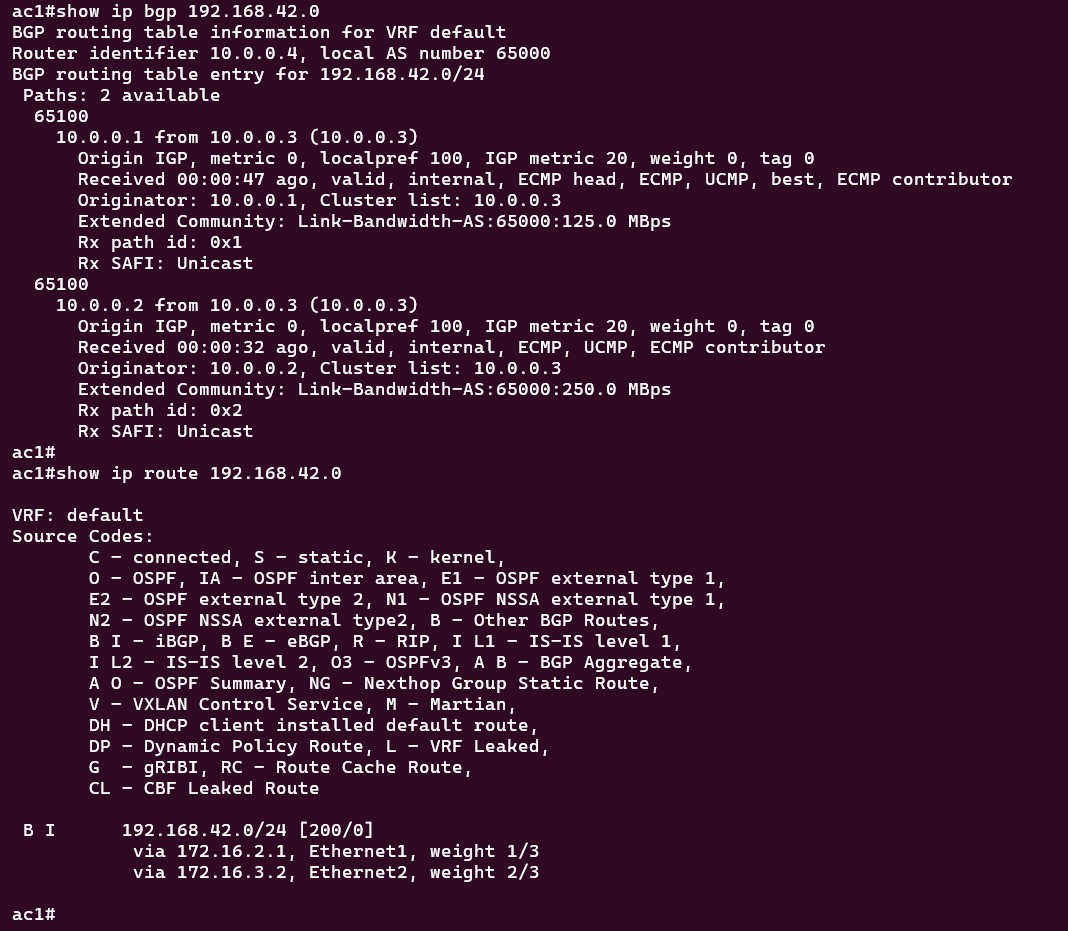 ac1#show ip bgp 192.168.42.0
BGP routing table information for VRF default
Router identifier 10.0.0.4, local AS number 65000
BGP routing table entry for 192.168.42.0/24
 Paths: 2 available
  65100
    10.0.0.1 from 10.0.0.3 (10.0.0.3)
      Origin IGP, metric 0, localpref 100, IGP metric 20, weight 0, tag 0
      Received 00:00:47 ago, valid, internal, ECMP head, ECMP, UCMP, best, ECMP contributor
      Originator: 10.0.0.1, Cluster list: 10.0.0.3
      Extended Community: Link-Bandwidth-AS:65000:125.0 MBps
      Rx path id: 0x1
      Rx SAFI: Unicast
  65100
    10.0.0.2 from 10.0.0.3 (10.0.0.3)
      Origin IGP, metric 0, localpref 100, IGP metric 20, weight 0, tag 0
      Received 00:00:32 ago, valid, internal, ECMP, UCMP, ECMP contributor
      Originator: 10.0.0.2, Cluster list: 10.0.0.3
      Extended Community: Link-Bandwidth-AS:65000:250.0 MBps
      Rx path id: 0x2
      Rx SAFI: Unicast
ac1#
ac1#show ip route 192.168.42.0

VRF: default
Source Codes:
       C - connected, S - static, K - kernel,
       O - OSPF, IA - OSPF inter area, E1 - OSPF external type 1,
       E2 - OSPF external type 2, N1 - OSPF NSSA external type 1,
       N2 - OSPF NSSA external type2, B - Other BGP Routes,
       B I - iBGP, B E - eBGP, R - RIP, I L1 - IS-IS level 1,
       I L2 - IS-IS level 2, O3 - OSPFv3, A B - BGP Aggregate,
       A O - OSPF Summary, NG - Nexthop Group Static Route,
       V - VXLAN Control Service, M - Martian,
       DH - DHCP client installed default route,
       DP - Dynamic Policy Route, L - VRF Leaked,
       G  - gRIBI, RC - Route Cache Route,
       CL - CBF Leaked Route

 B I      192.168.42.0/24 [200/0]
           via 172.16.2.1, Ethernet1, weight 1/3
           via 172.16.3.2, Ethernet2, weight 2/3

ac1#